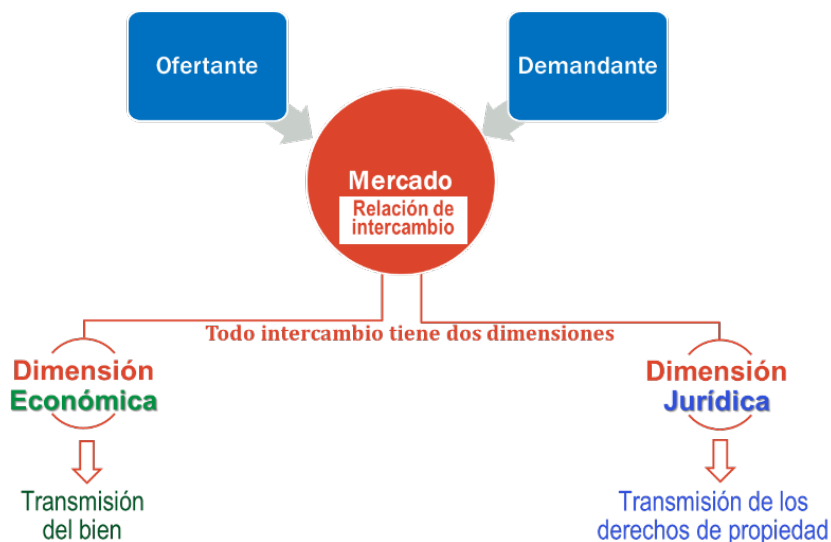 Ofertante
Demandante
Mercado
Relación de
intercambio
Todo intercambio tiene dos dimensiones
Dimensión
Económica
Dimensión
Jurídica
Transmisión
del bien
Transmisión de los
derechos de propiedad